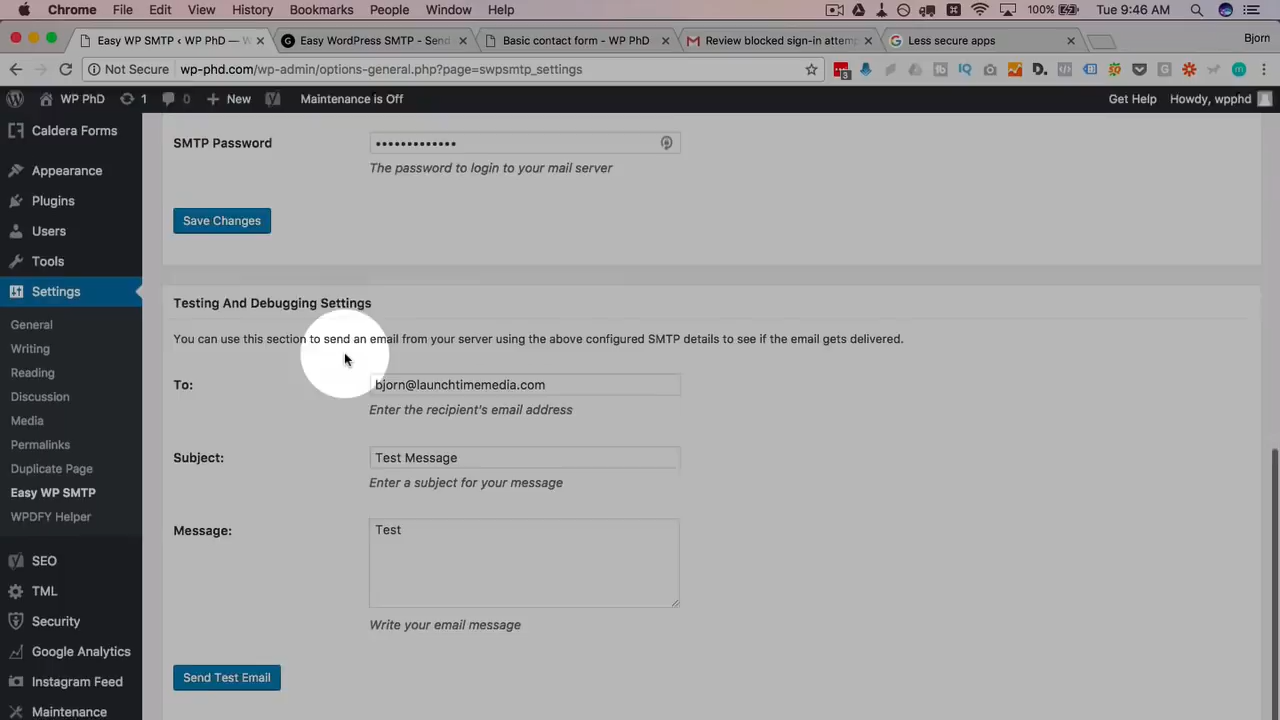 Chrome File Edit View History Bookmarks People Window Help 100% Tue 9:46 AM
Easy WP SMTP ‹ WP PhD — W Easy WordPress SMTP - Send Basic contact form - WP PhD Review blocked sign-in attemp Less secure apps Bjorn
Not Secure wp-phd.com/wp-admin/options-general.php?page=swpsmtp_settings
WP PhD 1 0 New Maintenance is Off Get Help Howdy, wpphd
Caldera Forms
Appearance
Plugins
Users
Tools
Settings
General
Writing
Reading
Discussion
Media
Permalinks
Duplicate Page
Easy WP SMTP
WPDFY Helper
SEO
TML
Security
Google Analytics
Instagram Feed
Maintenance
SMTP Password
The password to login to your mail server
Save Changes
Testing And Debugging Settings
You can use this section to send an email from your server using the above configured SMTP details to see if the email gets delivered.
To: bjorn@launchtimemedia.com
Enter the recipient's email address
Subject: Test Message
Enter a subject for your message
Message: Test
Write your email message
Send Test Email